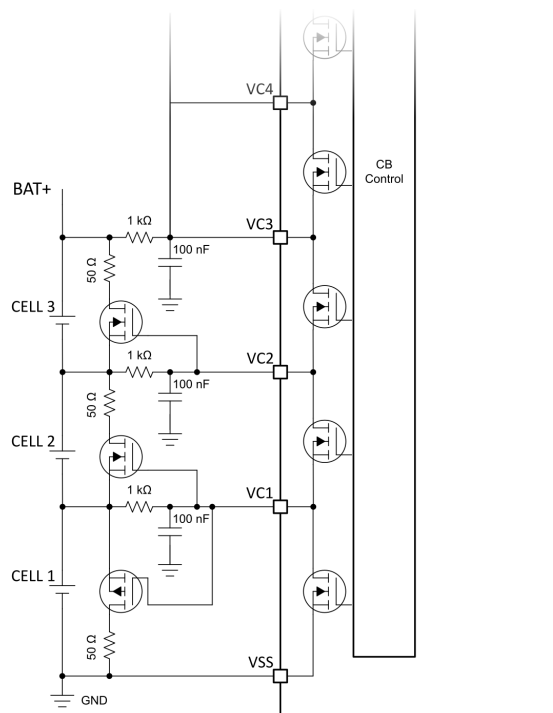 VC4
CB
Control
BAT+
1 kΩ
VC3
100 nF
50 Ω
CELL 3
1 kΩ
VC2
100 nF
50 Ω
CELL 2
1 kΩ
VC1
100 nF
CELL 1
50 Ω
VSS
GND